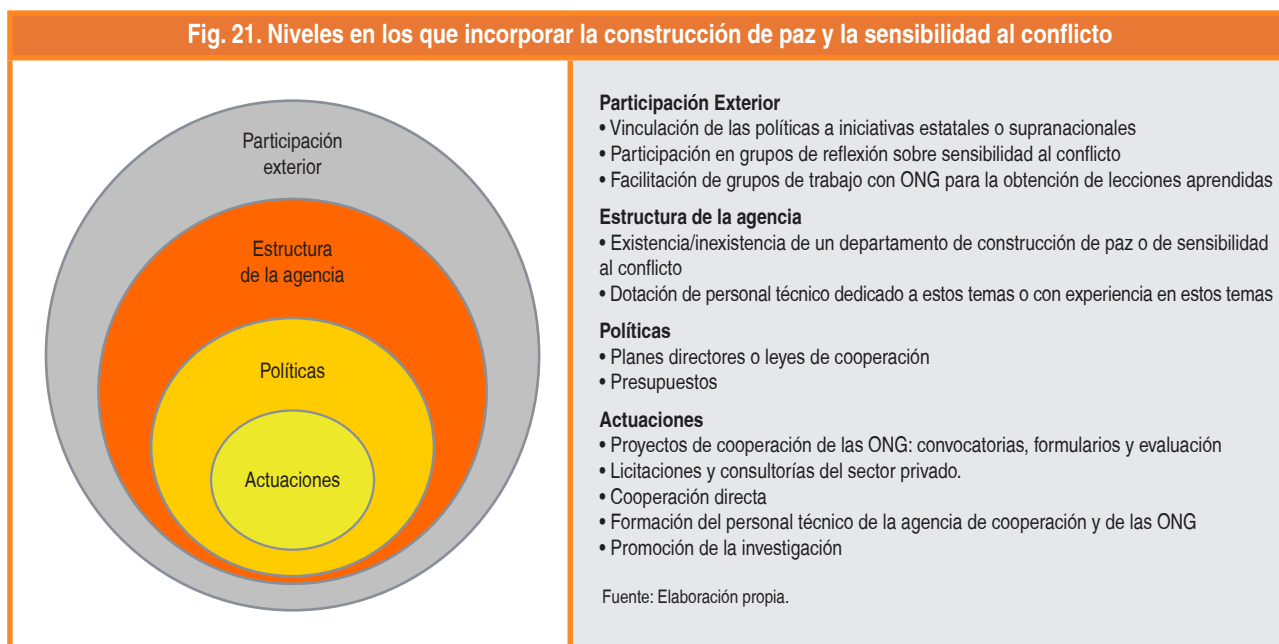 Fig. 21. Niveles en los que incorporar la construcción de paz y la sensibilidad al conflicto
Participación
exterior
Estructura
de la agencia
Políticas
Actuaciones
Participación Exterior
• Vinculación de las políticas a iniciativas estatales o supranacionales
• Participación en grupos de reflexión sobre sensibilidad al conflicto
• Facilitación de grupos de trabajo con ONG para la obtención de lecciones aprendidas
Estructura de la agencia
• Existencia/inexistencia de un departamento de construcción de paz o de sensibilidad
al conflicto
• Dotación de personal técnico dedicado a estos temas o con experiencia en estos temas
Políticas
• Planes directores o leyes de cooperación
• Presupuestos
Actuaciones
• Proyectos de cooperación de las ONG: convocatorias, formularios y evaluación
• Licitaciones y consultorías del sector privado.
• Cooperación directa
• Formación del personal técnico de la agencia de cooperación y de las ONG
• Promoción de la investigación
Fuente: Elaboración propia.